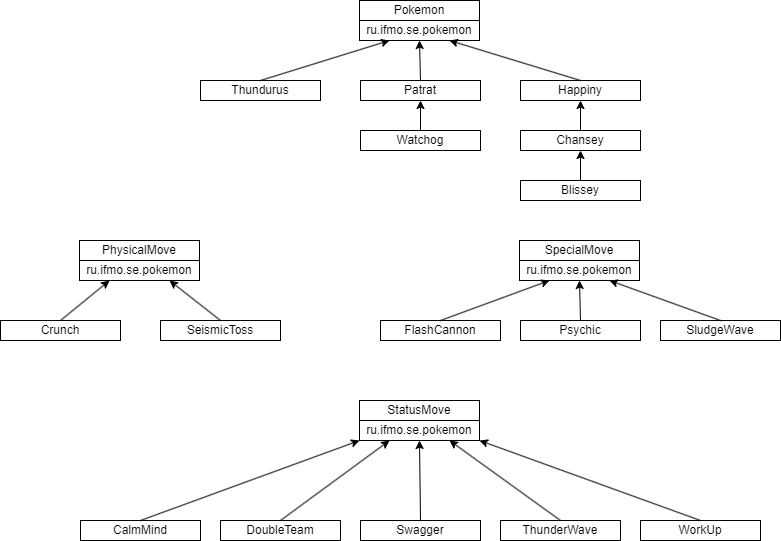 Pokemon
ru.ifmo.se.pokemon
Thundurus
Patrat
Happiny
Watchog
Chansey
Blissey
PhysicalMove
ru.ifmo.se.pokemon
SpecialMove
ru.ifmo.se.pokemon
Crunch
SeismicToss
FlashCannon
Psychic
SludgeWave
StatusMove
ru.ifmo.se.pokemon
CalmMind
DoubleTeam
Swagger
ThunderWave
WorkUp